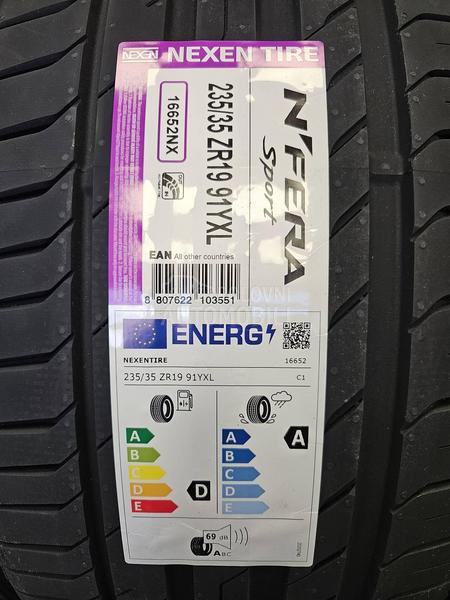 NEXEN NEXEN TIRE
N'FERA
Sport
235/35 ZR19 91YXL
16652NX
EAN All other countries
8 807622 103551
ENERG
NEXENTIRE 16652
235/35 ZR19 91YXL C1
A
B
C
D
E
D
A
B
C
D
E
A
69 dB
ABC